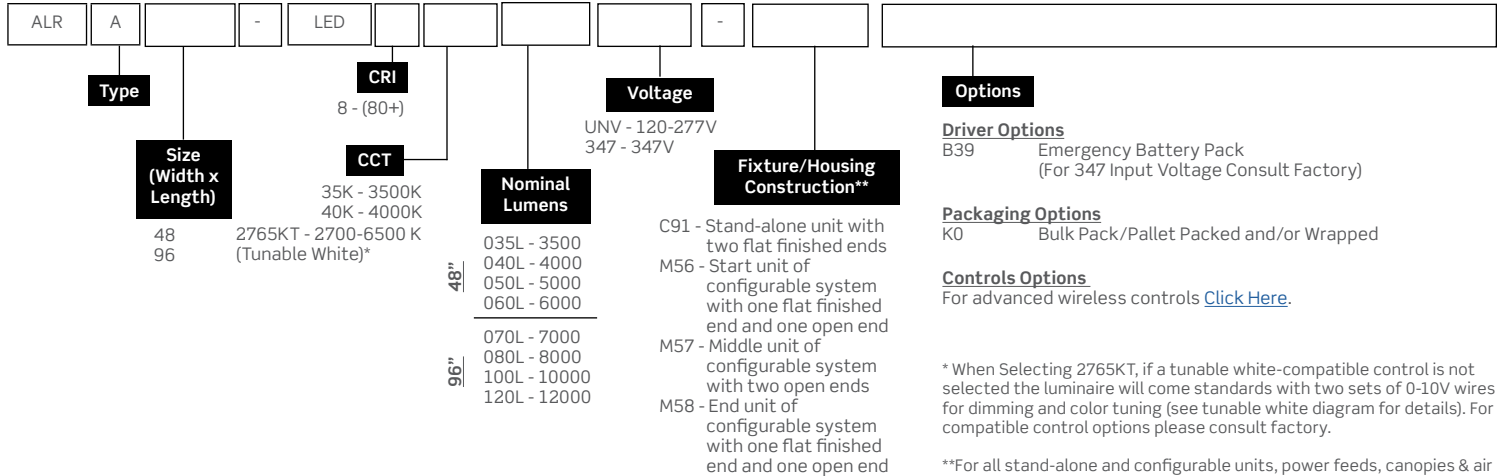 ALR A - LED -
Type
CRI
8 - (80+)
Voltage
UNV - 120-277V
347 - 347V
Options
Size
(Width x
Length)
48
96
CCT
35K - 3500K
40K - 4000K
2765KT - 2700-6500 K
(Tunable White)*
Nominal
Lumens
48”
035L - 3500
040L - 4000
050L - 5000
060L - 6000
96”
070L - 7000
080L - 8000
100L - 10000
120L - 12000
Fixture/Housing
Construction**
C91 - Stand-alone unit with
two flat finished ends
M56 - Start unit of
configurable system
with one flat finished
end and one open end
M57 - Middle unit of
configurable system
with two open ends
M58 - End unit of
configurable system
with one flat finished
end and one open end
Driver Options
B39 Emergency Battery Pack
(For 347 Input Voltage Consult Factory)
Packaging Options
K0 Bulk Pack/Pallet Packed and/or Wrapped
Controls Options
For advanced wireless controls Click Here.
* When Selecting 2765KT, if a tunable white-compatible control is not
selected the luminaire will come standards with two sets of 0-10V wires
for dimming and color tuning (see tunable white diagram for details). For
compatible control options please consult factory.
**For all stand-alone and configurable units, power feeds, canopies & air